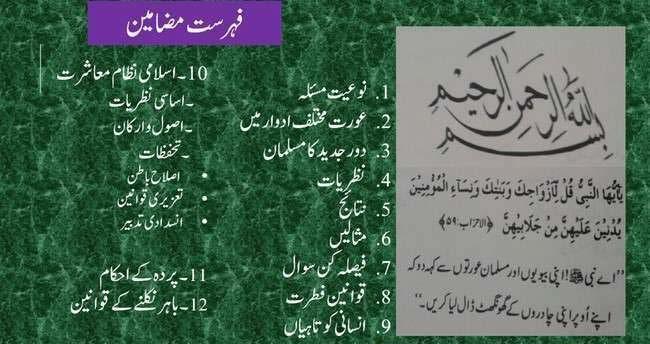 فہرست مضامین
1. نوعیت مسئلہ
2. عورت مختلف ادوار میں
3. دور جدید کا مسلمان
4. نظریات
5. نتائج
6. مثالیں
7. فیصلہ کن سوال
8. قوانین فطرت
9. انسانی کوتاہیاں
10۔ اسلامی نظام معاشرت
۔اساسی نظریات
۔اصول وارکان
۔تحفظات
• اصلاح باطن
• تعزیری قوانین
• انسدادی تدبیر
11۔ پردہ کے احکام
12۔ باہر نکلنے کے قوانین
بسم اللہ الرحمن الرحیم
يٰۤاَيُّهَا النَّبِىُّ قُلْ لِّاَزْوَاجِكَ وَبَنٰتِكَ وَنِسَآءِ الْمُؤْمِنِيْنَ
يُدْنِيْنَ عَلَيْهِنَّ مِنْ جَلَابِيْبِهِنَّ ﴿الاحزاب:۵۹﴾
’’اے نبی ﷺ! اپنی بیویوں اور مسلمان عورتوں سے کہہ دو کہ
اپنے اُوپر اپنی چادروں کے گھونگھٹ ڈال لیا کریں۔‘‘